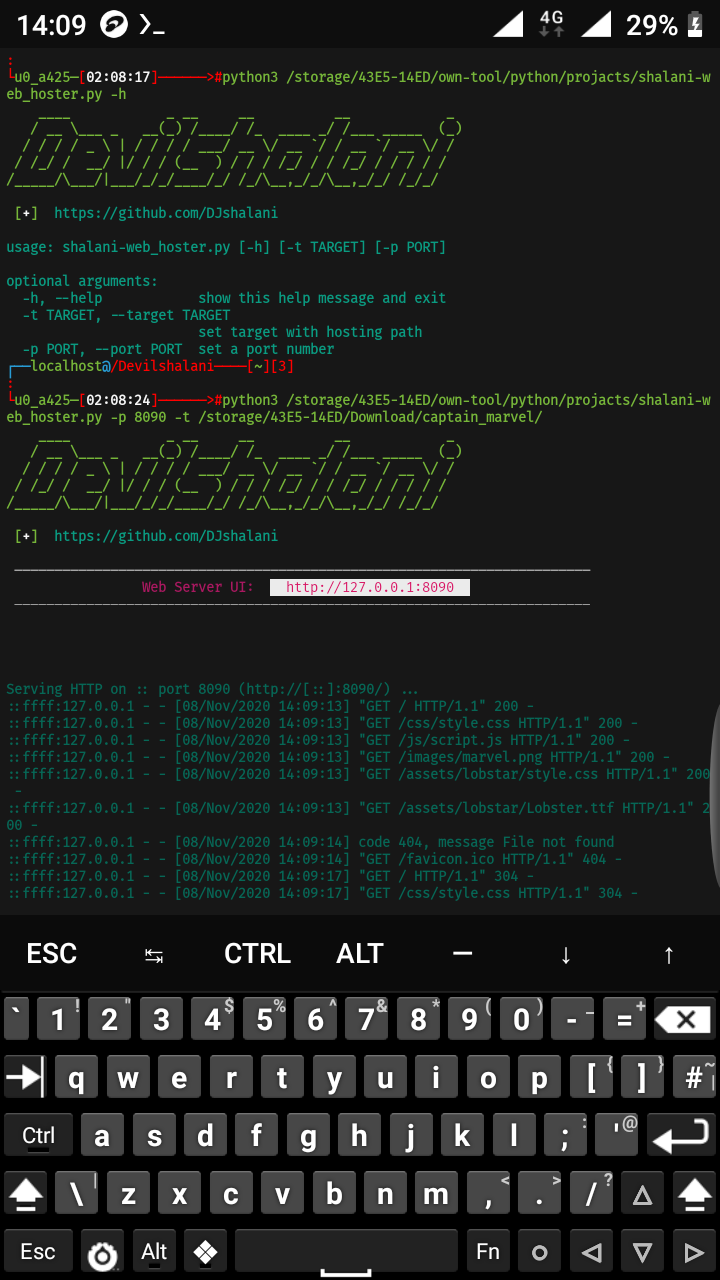 14:09 4G 29%
u0_a425—[02:08:17]——————>#python3 /storage/43E5-14ED/own-tool/python/projacts/shalani-w
eb_hoster.py -h
Devilshalani
[+] https://github.com/DJshalani
usage: shalani-web_hoster.py [-h] [-t TARGET] [-p PORT]
optional arguments:
-h, --help show this help message and exit
-t TARGET, --target TARGET
set target with hosting path
-p PORT, --port PORT set a port number
┌──localhost@/Devilshalani————[~][3]
└u0_a425—[02:08:24]——————>#python3 /storage/43E5-14ED/own-tool/python/projacts/shalani-w
eb_hoster.py -p 8090 -t /storage/43E5-14ED/Download/captain_marvel/
Devilshalani
[+] https://github.com/DJshalani
Web Server UI: http://127.0.0.1:8090
Serving HTTP on :: port 8090 (http://[::]:8090/) ...
::ffff:127.0.0.1 - - [08/Nov/2020 14:09:13] "GET / HTTP/1.1" 200 -
::ffff:127.0.0.1 - - [08/Nov/2020 14:09:13] "GET /css/style.css HTTP/1.1" 200 -
::ffff:127.0.0.1 - - [08/Nov/2020 14:09:13] "GET /js/script.js HTTP/1.1" 200 -
::ffff:127.0.0.1 - - [08/Nov/2020 14:09:13] "GET /images/marvel.png HTTP/1.1" 200 -
::ffff:127.0.0.1 - - [08/Nov/2020 14:09:13] "GET /assets/lobstar/style.css HTTP/1.1" 200
-
::ffff:127.0.0.1 - - [08/Nov/2020 14:09:13] "GET /assets/lobstar/Lobster.ttf HTTP/1.1" 2
00 -
::ffff:127.0.0.1 - - [08/Nov/2020 14:09:14] code 404, message File not found
::ffff:127.0.0.1 - - [08/Nov/2020 14:09:14] "GET /favicon.ico HTTP/1.1" 404 -
::ffff:127.0.0.1 - - [08/Nov/2020 14:09:17] "GET / HTTP/1.1" 304 -
::ffff:127.0.0.1 - - [08/Nov/2020 14:09:17] "GET /css/style.css HTTP/1.1" 304 -
ESC ↹ CTRL ALT — ↓ ↑
` 1 ! 2 " 3 4 $ 5 % 6 ^ 7 & 8 * 9 ( 0 ) - _ = +
q w e r t y u i o p [ { ] } # ~ |
Ctrl a s d f g h j k l ; : ' @
\ | z x c v b n m , < . > / ?
Esc Alt Fn